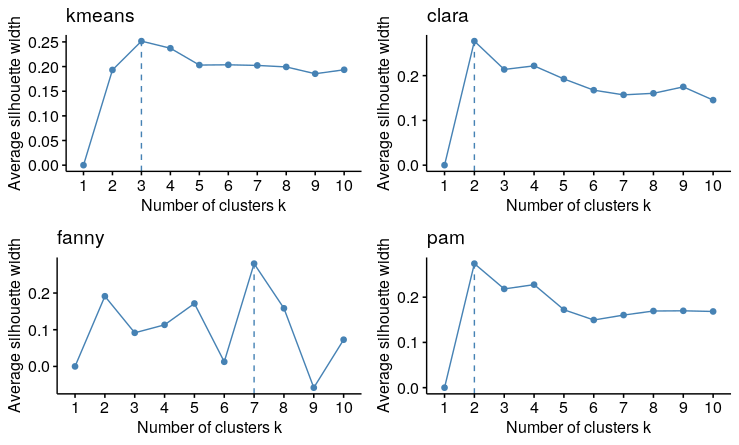 kmeans
Average silhouette width
0.25
0.20
0.15
0.10
0.05
0.00
1 2 3 4 5 6 7 8 9 10
Number of clusters k
clara
Average silhouette width
0.2
0.1
0.0
1 2 3 4 5 6 7 8 9 10
Number of clusters k
fanny
Average silhouette width
0.2
0.1
0.0
1 2 3 4 5 6 7 8 9 10
Number of clusters k
pam
Average silhouette width
0.2
0.1
0.0
1 2 3 4 5 6 7 8 9 10
Number of clusters k